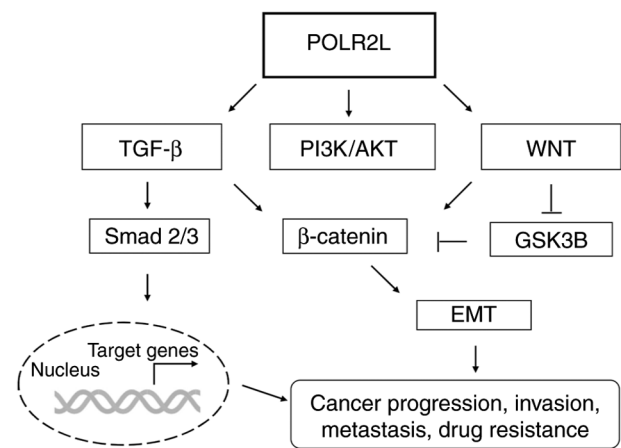 POLR2L
TGF-β
PI3K/AKT
WNT
Smad 2/3
β-catenin
GSK3B
EMT
Target genes
Nucleus
Cancer progression, invasion,
metastasis, drug resistance